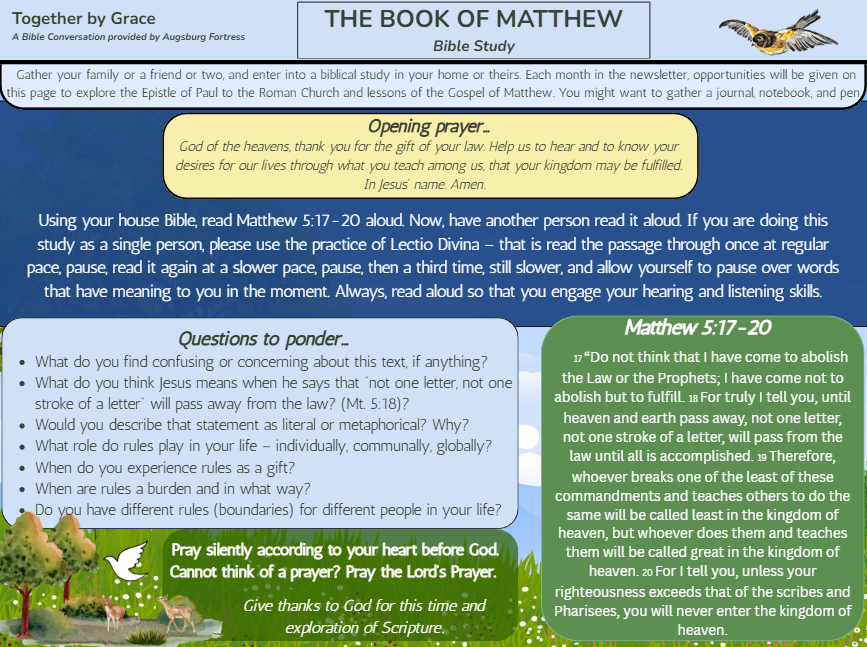 Together by Grace
A Bible Conversation provided by Augsburg Fortress
THE BOOK OF MATTHEW
Bible Study
Gather your family or a friend or two, and enter into a biblical study in your home or theirs. Each month in the newsletter, opportunities will be given on
this page to explore the Epistle of Paul to the Roman Church and lessons of the Gospel of Matthew. You might want to gather a journal, notebook, and pen
Opening prayer...
God of the heavens, thank you for the gift of your law. Help us to hear and to know your
desires for our lives through what you teach among us, that your kingdom may be fulfilled.
In Jesus' name. Amen.
Using your house Bible, read Matthew 5:17-20 aloud. Now, have another person read it aloud. If you are doing this
study as a single person, please use the practice of Lectio Divina – that is read the passage through once at regular
pace, pause, read it again at a slower pace, pause, then a third time, still slower, and allow yourself to pause over words
that have meaning to you in the moment. Always, read aloud so that you engage your hearing and listening skills.
Questions to ponder...
• What do you find confusing or concerning about this text, if anything?
• What do you think Jesus means when he says that "not one letter, not one
stroke of a letter" will pass away from the law? (Mt. 5:18)?
• Would you describe that statement as literal or metaphorical? Why?
• What role do rules play in your life – individually, communally, globally?
• When do you experience rules as a gift?
• When are rules a burden and in what way?
• Do you have different rules (boundaries) for different people in your life?
Pray silently according to your heart before God.
Cannot think of a prayer? Pray the Lord's Prayer.
Give thanks to God for this time and
exploration of Scripture.
Matthew 5:17-20
17 “Do not think that I have come to abolish
the Law or the Prophets; I have come not to
abolish but to fulfill. 18 For truly I tell you, until
heaven and earth pass away, not one letter,
not one stroke of a letter, will pass from the
law until all is accomplished. 19 Therefore,
whoever breaks one of the least of these
commandments and teaches others to do the
same will be called least in the kingdom of
heaven, but whoever does them and teaches
them will be called great in the kingdom of
heaven. 20 For I tell you, unless your
righteousness exceeds that of the scribes and
Pharisees, you will never enter the kingdom of
heaven.